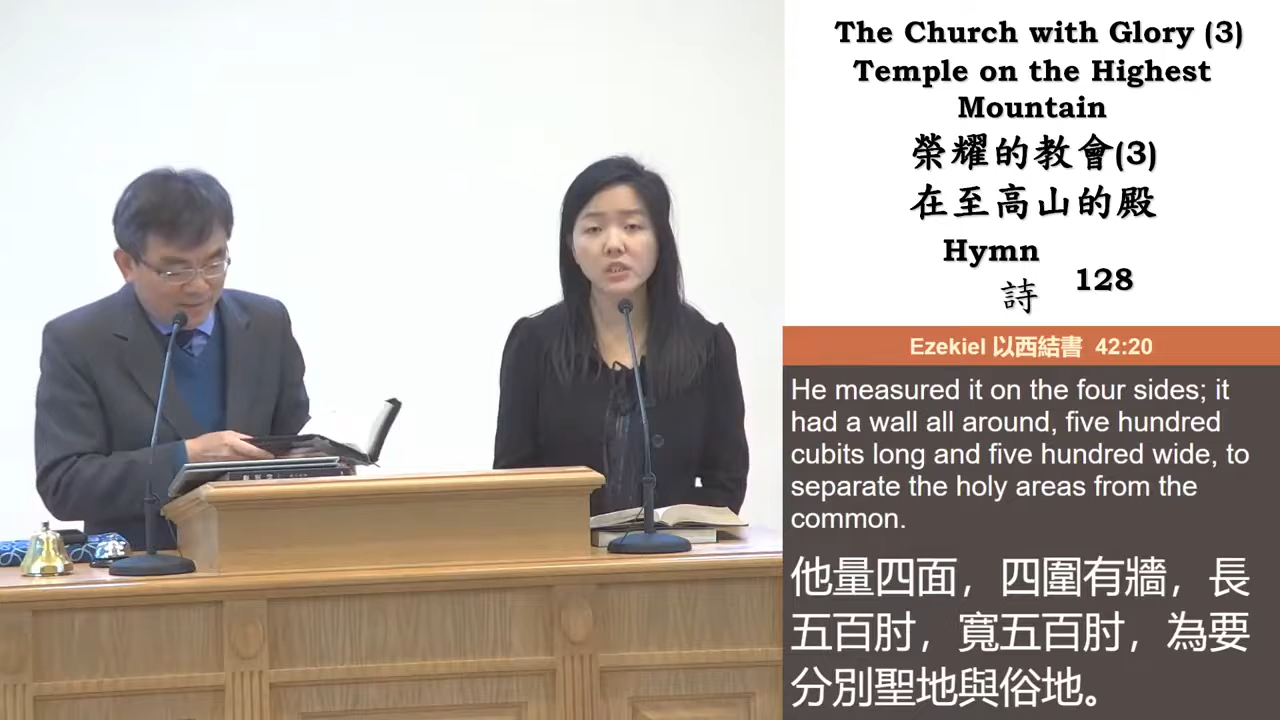 The Church with Glory (3)
Temple on the Highest
Mountain
榮耀的教會(3)
在至高山的殿
Hymn
詩 128
Ezekiel 以西結書 42:20
He measured it on the four sides; it
had a wall all around, five hundred
cubits long and five hundred wide, to
separate the holy areas from the
common.
他量四面，四圍有牆，長
五百肘，寬五百肘，為要
分別聖地與俗地。